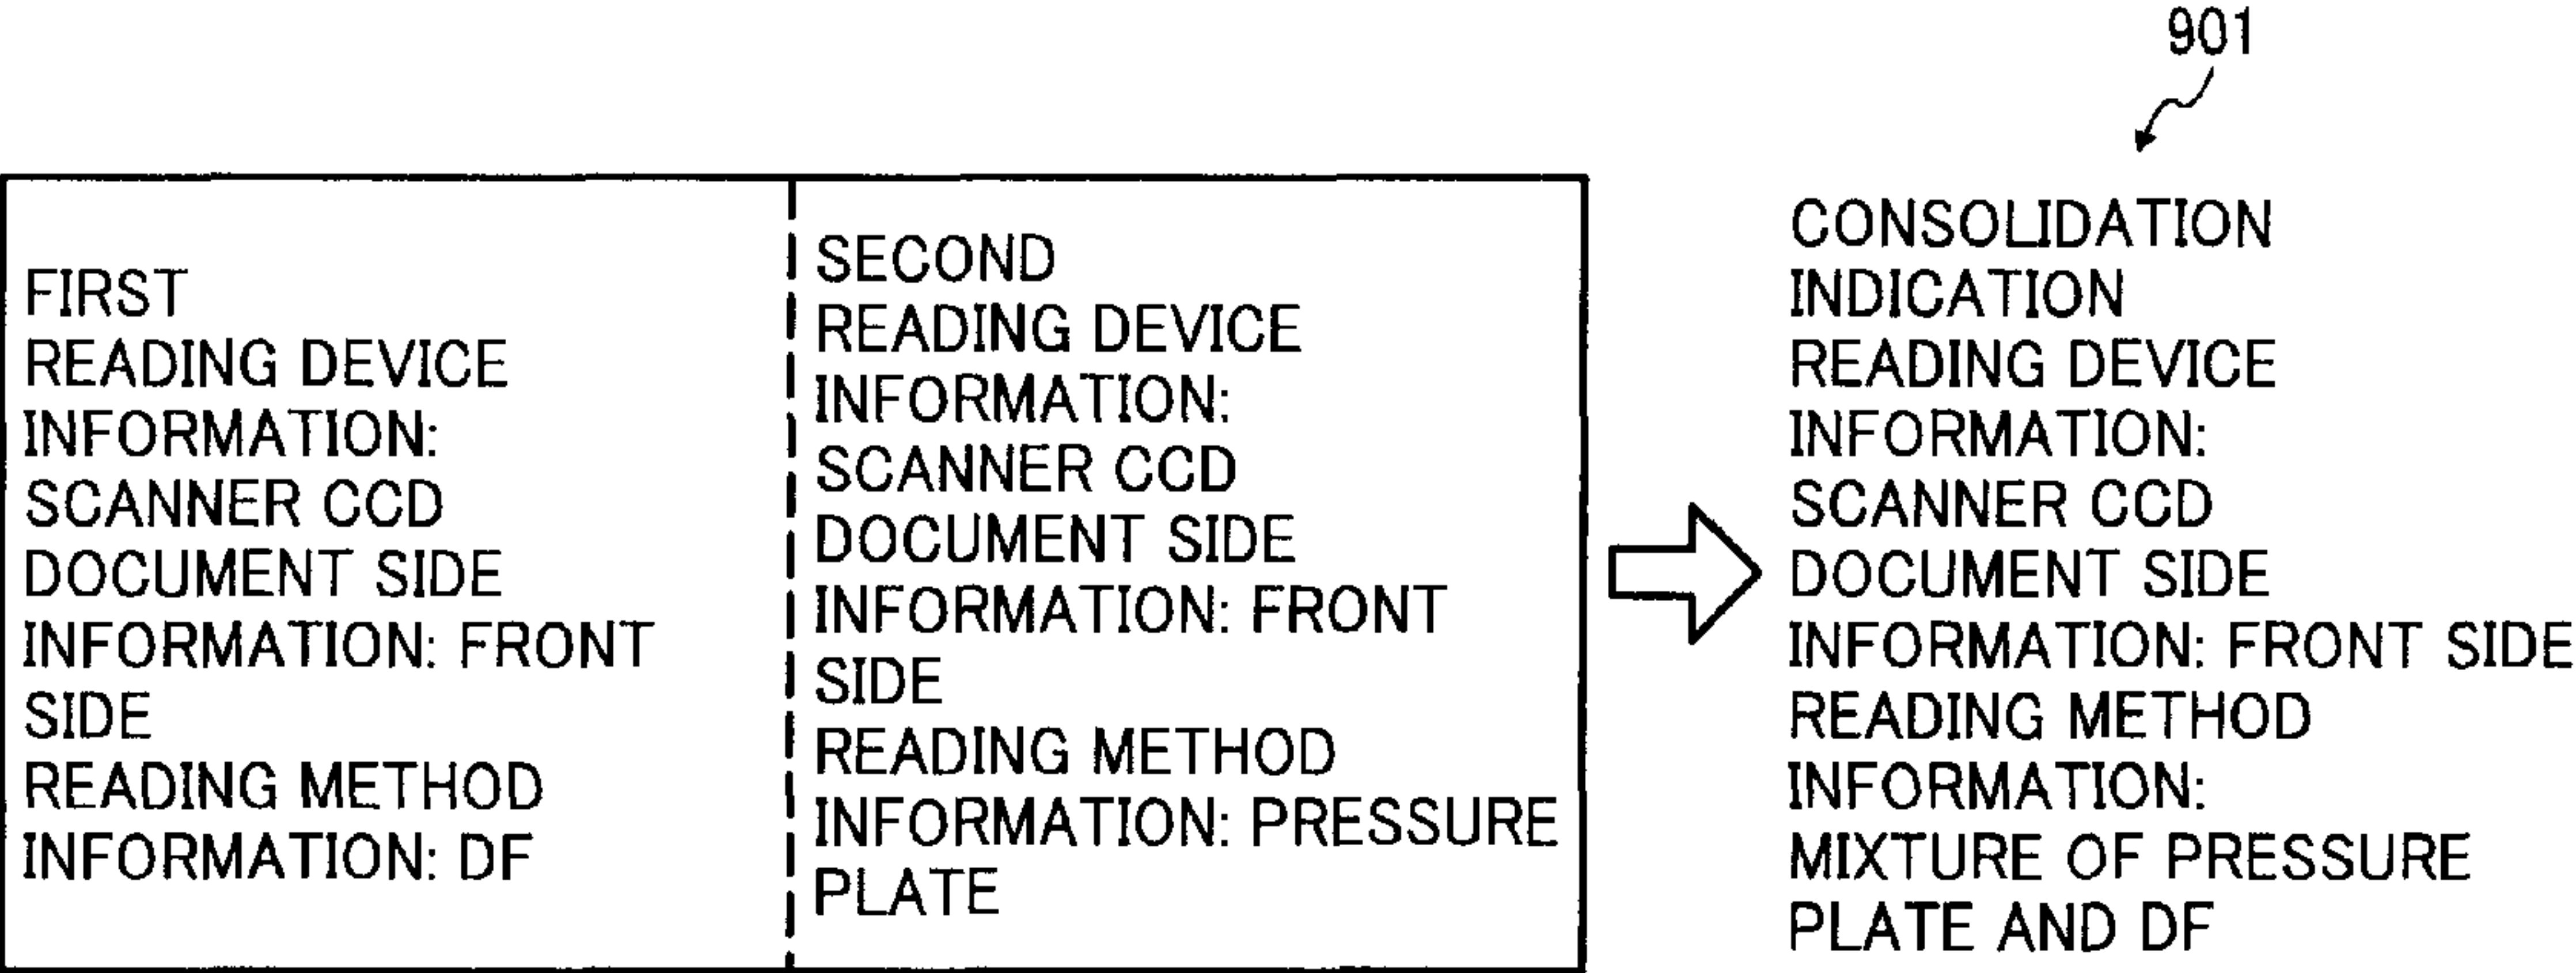 901
FIRST
READING DEVICE
INFORMATION:
SCANNER CCD
DOCUMENT SIDE
INFORMATION: FRONT
SIDE
READING METHOD
INFORMATION: DF
SECOND
READING DEVICE
INFORMATION:
SCANNER CCD
DOCUMENT SIDE
INFORMATION: FRONT
SIDE
READING METHOD
INFORMATION: PRESSURE
PLATE
CONSOLIDATION
INDICATION
READING DEVICE
INFORMATION:
SCANNER CCD
DOCUMENT SIDE
INFORMATION: FRONT SIDE
READING METHOD
INFORMATION:
MIXTURE OF PRESSURE
PLATE AND DF